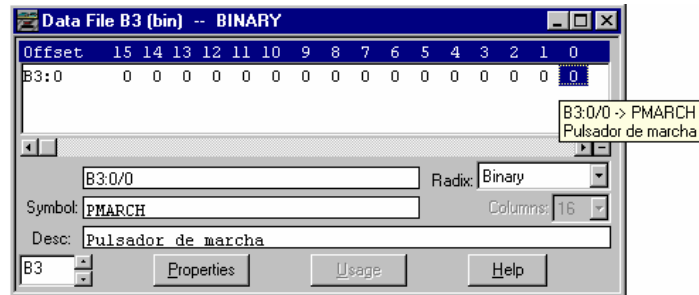 Data File B3 (bin) -- BINARY
Offset 15 14 13 12 11 10 9 8 7 6 5 4 3 2 1 0
B3:0 0 0 0 0 0 0 0 0 0 0 0 0 0 0 0 0
B3:0/0 -> PMARCH
Pulsador de marcha
B3:0/0 Radix: Binary
Symbol: PMARCH Columns: 16
Desc: Pulsador de marcha
B3 Properties Usage Help